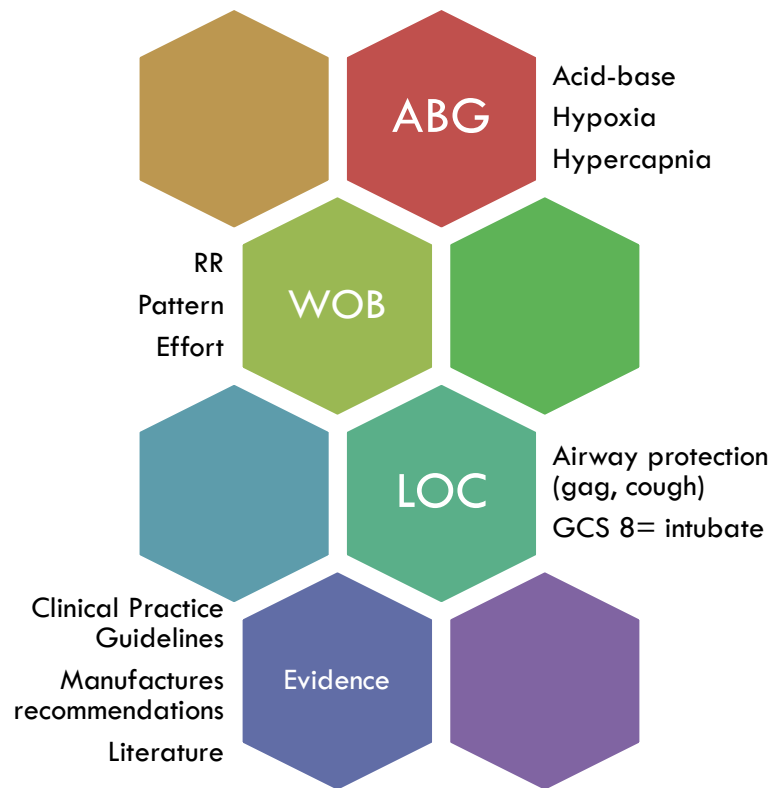 ABG
Acid-base
Hypoxia
Hypercapnia
RR
Pattern
Effort
WOB
LOC
Airway protection
(gag, cough)
GCS 8= intubate
Clinical Practice
Guidelines
Manufactures
recommendations
Literature
Evidence